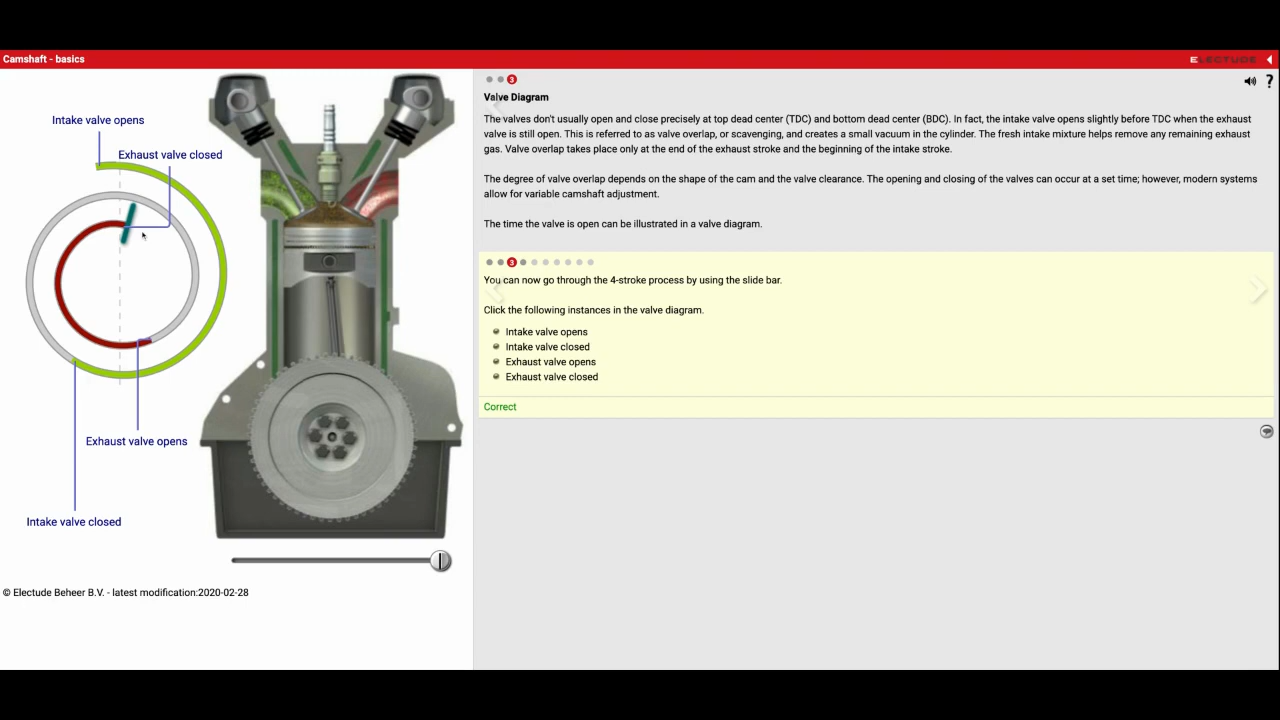 Camshaft - basics
ELECTUDE
Intake valve opens
Exhaust valve closed
Exhaust valve opens
Intake valve closed
© Electude Beheer B.V. - latest modification:2020-02-28
3
?
Valve Diagram
The valves don't usually open and close precisely at top dead center (TDC) and bottom dead center (BDC). In fact, the intake valve opens slightly before TDC when the exhaust
valve is still open. This is referred to as valve overlap, or scavenging, and creates a small vacuum in the cylinder. The fresh intake mixture helps remove any remaining exhaust
gas. Valve overlap takes place only at the end of the exhaust stroke and the beginning of the intake stroke.
The degree of valve overlap depends on the shape of the cam and the valve clearance. The opening and closing of the valves can occur at a set time; however, modern systems
allow for variable camshaft adjustment.
The time the valve is open can be illustrated in a valve diagram.
3
You can now go through the 4-stroke process by using the slide bar.
Click the following instances in the valve diagram.
Intake valve opens
Intake valve closed
Exhaust valve opens
Exhaust valve closed
Correct